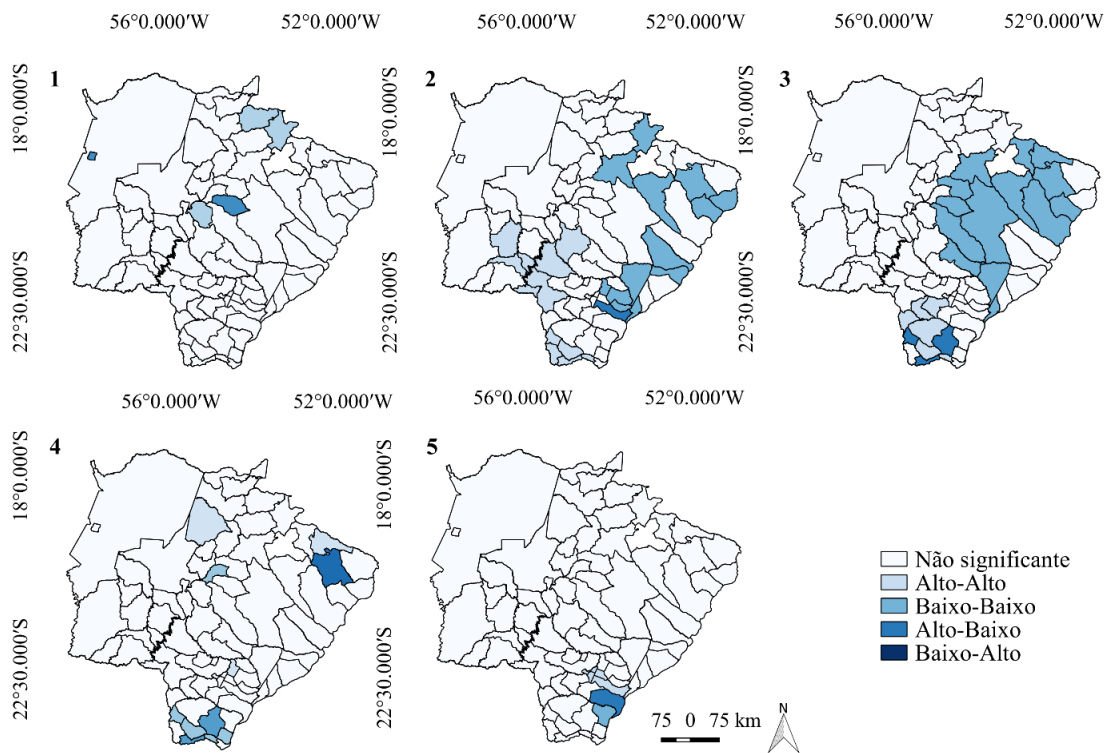 56°0.000′W 52°0.000′W 56°0.000′W 52°0.000′W 56°0.000′W 52°0.000′W
18°0.000′S 22°30.000′S
1
18°0.000′S 22°30.000′S
2
18°0.000′S 22°30.000′S
3
56°0.000′W 52°0.000′W 56°0.000′W 52°0.000′W
18°0.000′S 22°30.000′S
4
18°0.000′S 22°30.000′S
5
Não significante
Alto-Alto
Baixo-Baixo
Alto-Baixo
Baixo-Alto
75 0 75 km
N